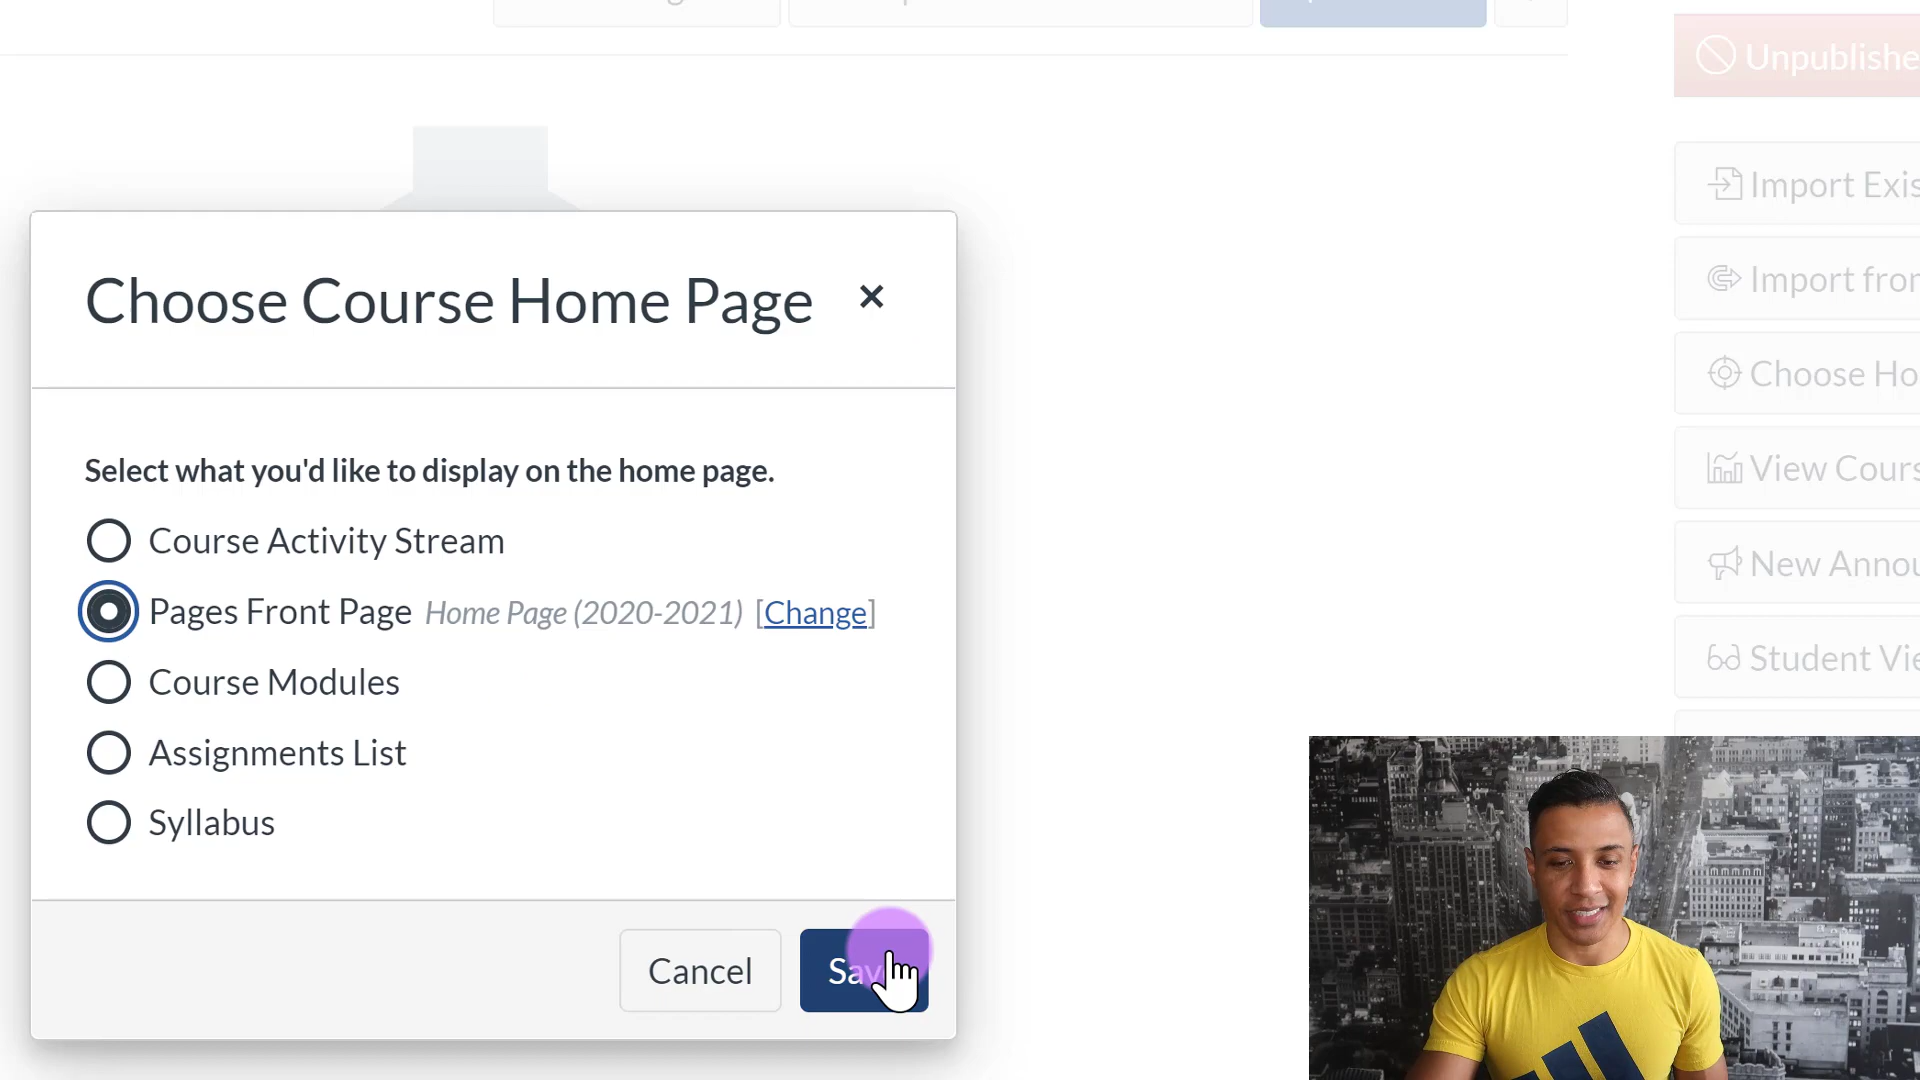 Unpublishe
Import Exis
Import fron
Choose Ho
View Cours
New Annou
Student Vie
Choose Course Home Page ×
Select what you'd like to display on the home page.
Course Activity Stream
Pages Front Page Home Page (2020-2021) [Change]
Course Modules
Assignments List
Syllabus
Cancel